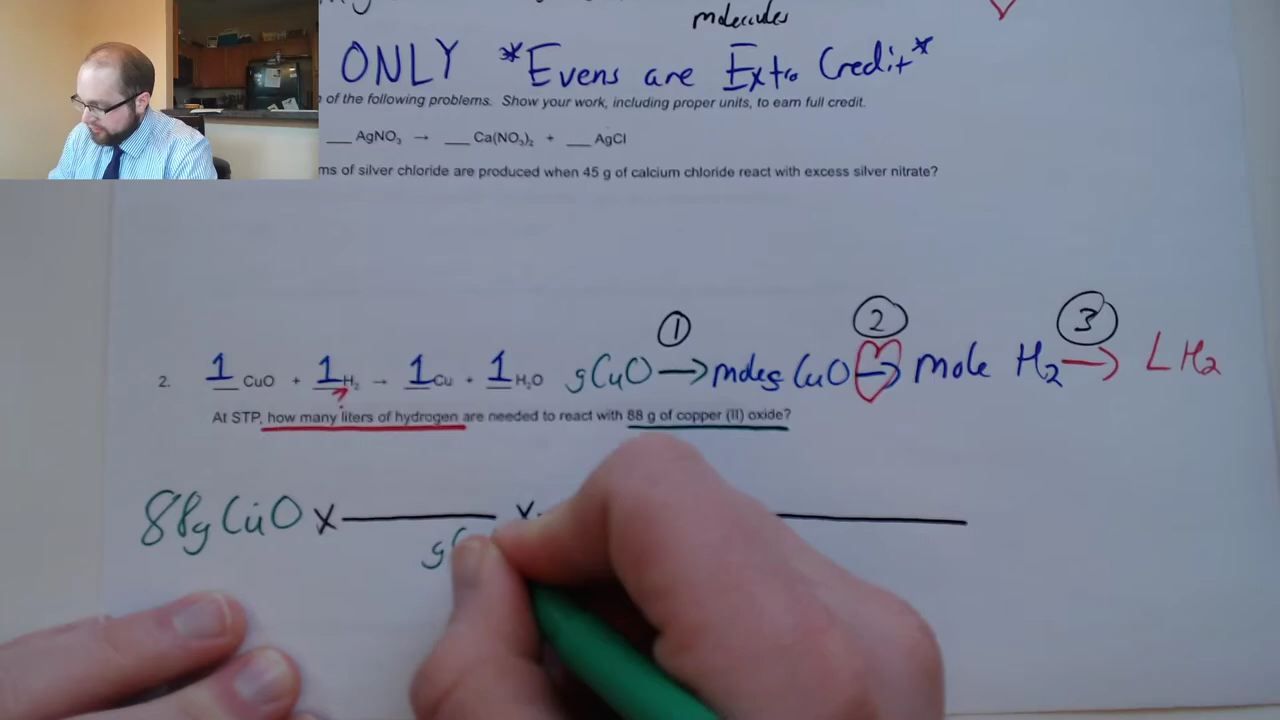 molecules
ONLY *Evens are Extra Credit*
of the following problems. Show your work, including proper units, to earn full credit.
___ AgNO₃ → ___ Ca(NO₃)₂ + ___ AgCl
ms of silver chloride are produced when 45 g of calcium chloride react with excess silver nitrate?
① ② ③
2. 1 CuO + 1 H₂ → 1 Cu + 1 H₂O gCuO → moles CuO → mole H₂ → L H₂
At STP, how many liters of hydrogen are needed to react with 88 g of copper (II) oxide?
88g CuO x ____ x ____
g